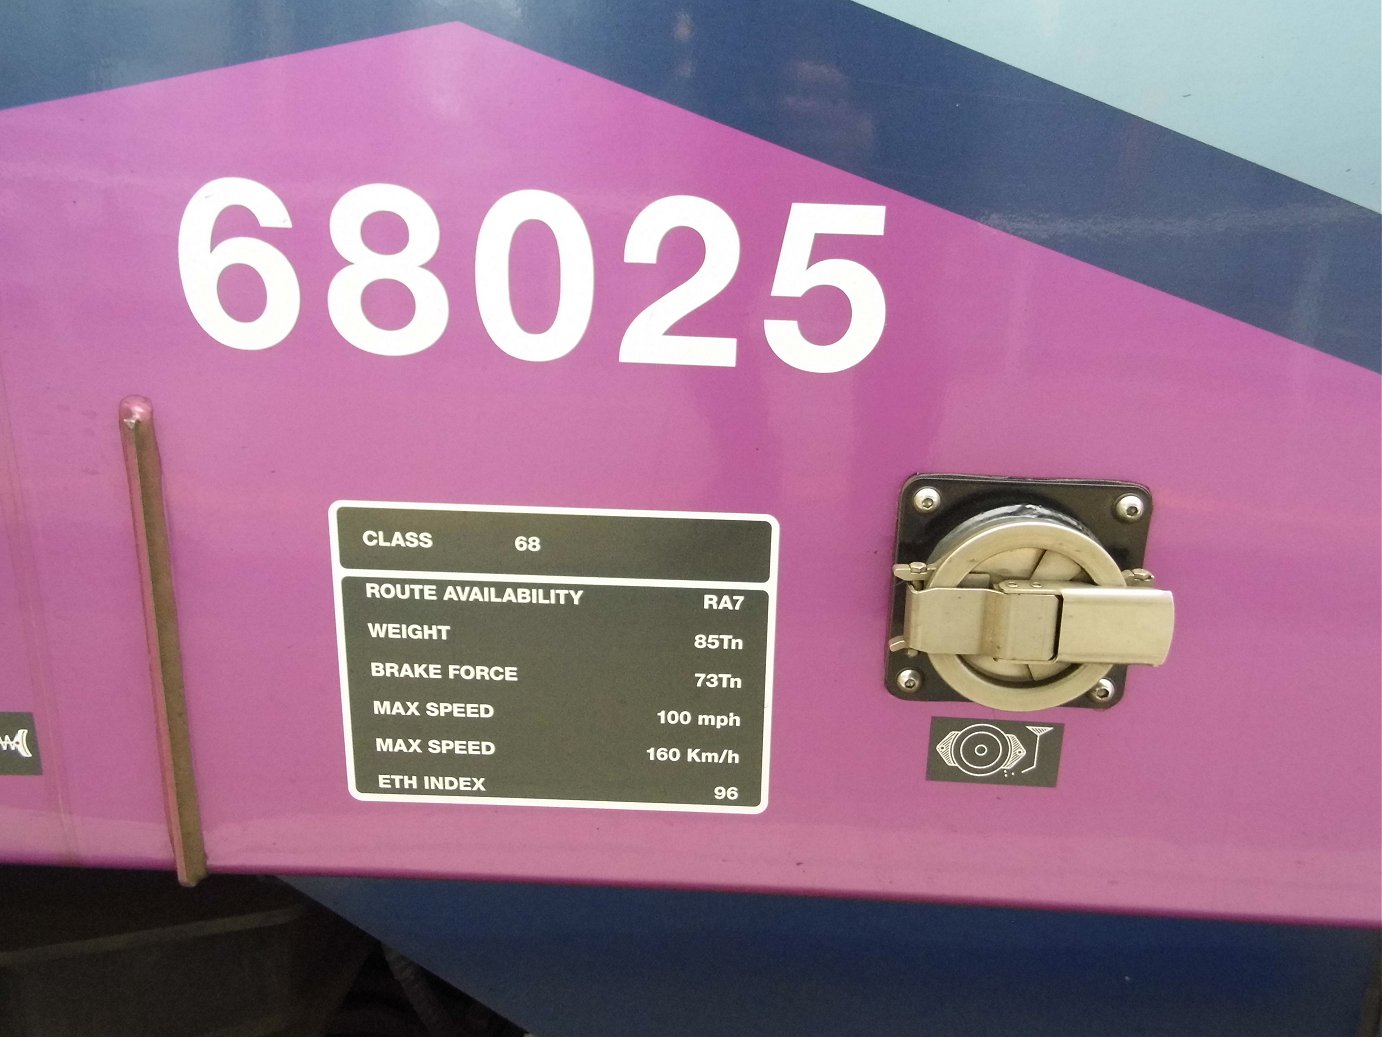 68025
CLASS 68
ROUTE AVAILABILITY RA7
WEIGHT 85Tn
BRAKE FORCE 73Tn
MAX SPEED 100 mph
MAX SPEED 160 Km/h
ETH INDEX 96